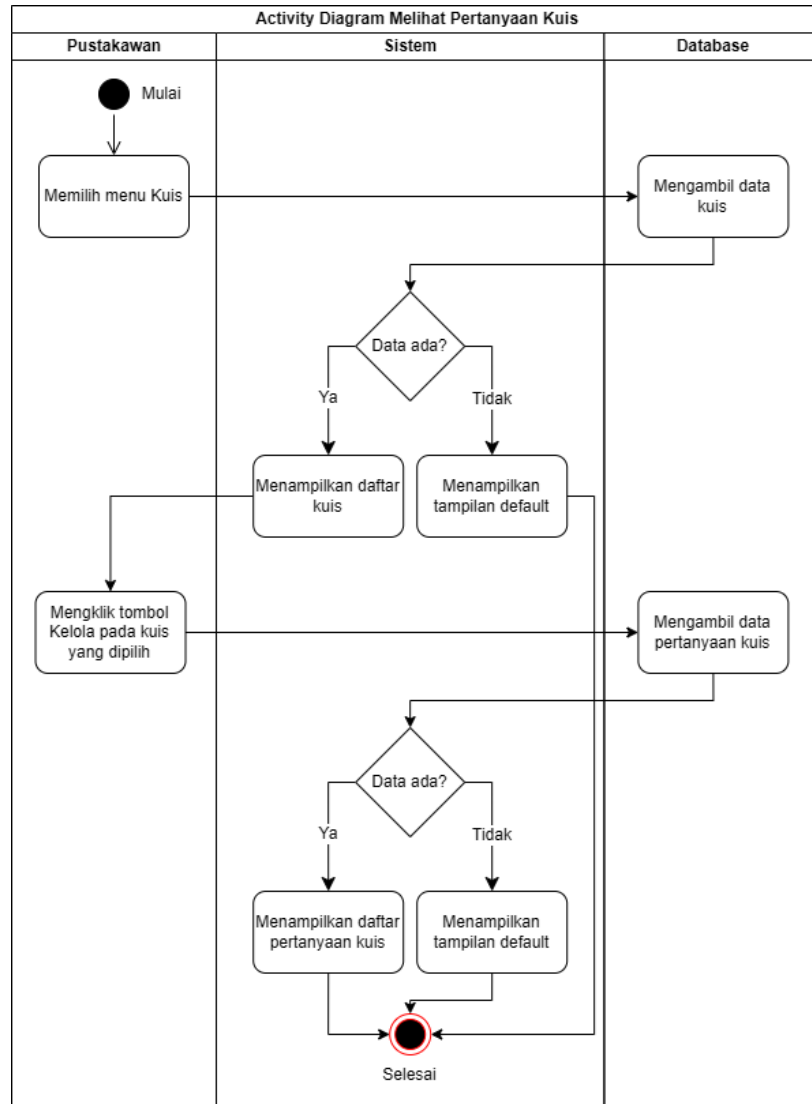 Activity Diagram Melihat Pertanyaan Kuis
Pustakawan
Sistem
Database
Mulai
Memilih menu Kuis
Mengambil data
kuis
Data ada?
Ya
Tidak
Menampilkan daftar
kuis
Menampilkan
tampilan default
Mengklik tombol
Kelola pada kuis
yang dipilih
Mengambil data
pertanyaan kuis
Data ada?
Ya
Tidak
Menampilkan daftar
pertanyaan kuis
Menampilkan
tampilan default
Selesai